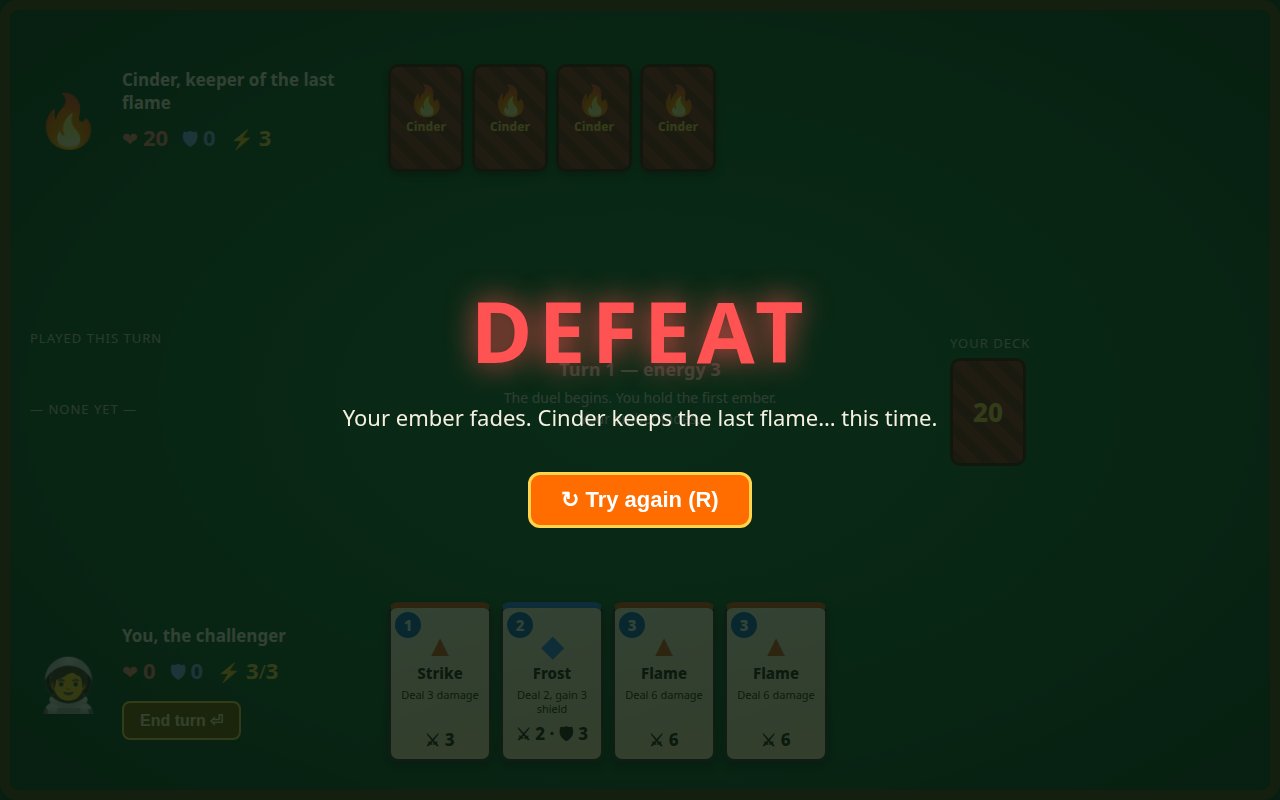 Cinder, keeper of the last
flame
❤ 20 🛡 0 ⚡ 3
Cinder
Cinder
Cinder
Cinder
DEFEAT
PLAYED THIS TURN
— NONE YET —
Turn 1 — energy 3
The duel begins. You hold the first ember.
Your ember fades. Cinder keeps the last flame… this time.
↻ Try again (R)
YOUR DECK
20
You, the challenger
❤ 0 🛡 0 ⚡ 3/3
End turn ⏎
1
Strike
Deal 3 damage
⚔ 3
2
Frost
Deal 2, gain 3
shield
⚔ 2 · 🛡 3
3
Flame
Deal 6 damage
⚔ 6
3
Flame
Deal 6 damage
⚔ 6